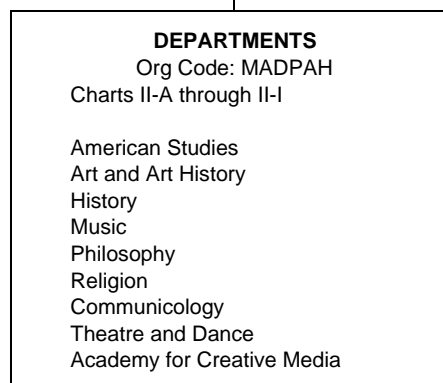 DEPARTMENTS
Org Code: MADPAH
Charts II-A through II-I
American Studies
Art and Art History
History
Music
Philosophy
Religion
Communicology
Theatre and Dance
Academy for Creative Media